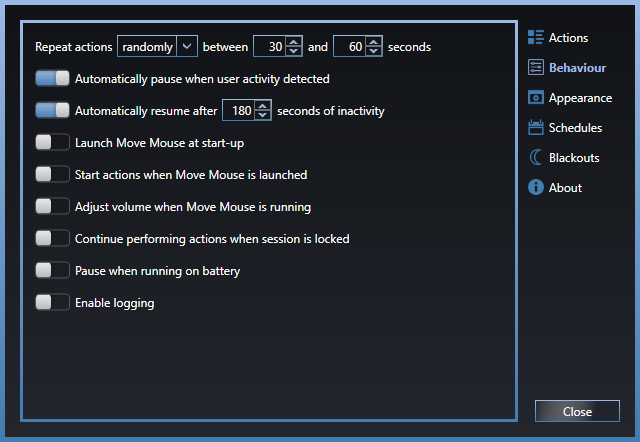 Repeat actions randomly between 30 and 60 seconds
Automatically pause when user activity detected
Automatically resume after 180 seconds of inactivity
Launch Move Mouse at start-up
Start actions when Move Mouse is launched
Adjust volume when Move Mouse is running
Continue performing actions when session is locked
Pause when running on battery
Enable logging
Actions
Behaviour
Appearance
Schedules
Blackouts
About
Close